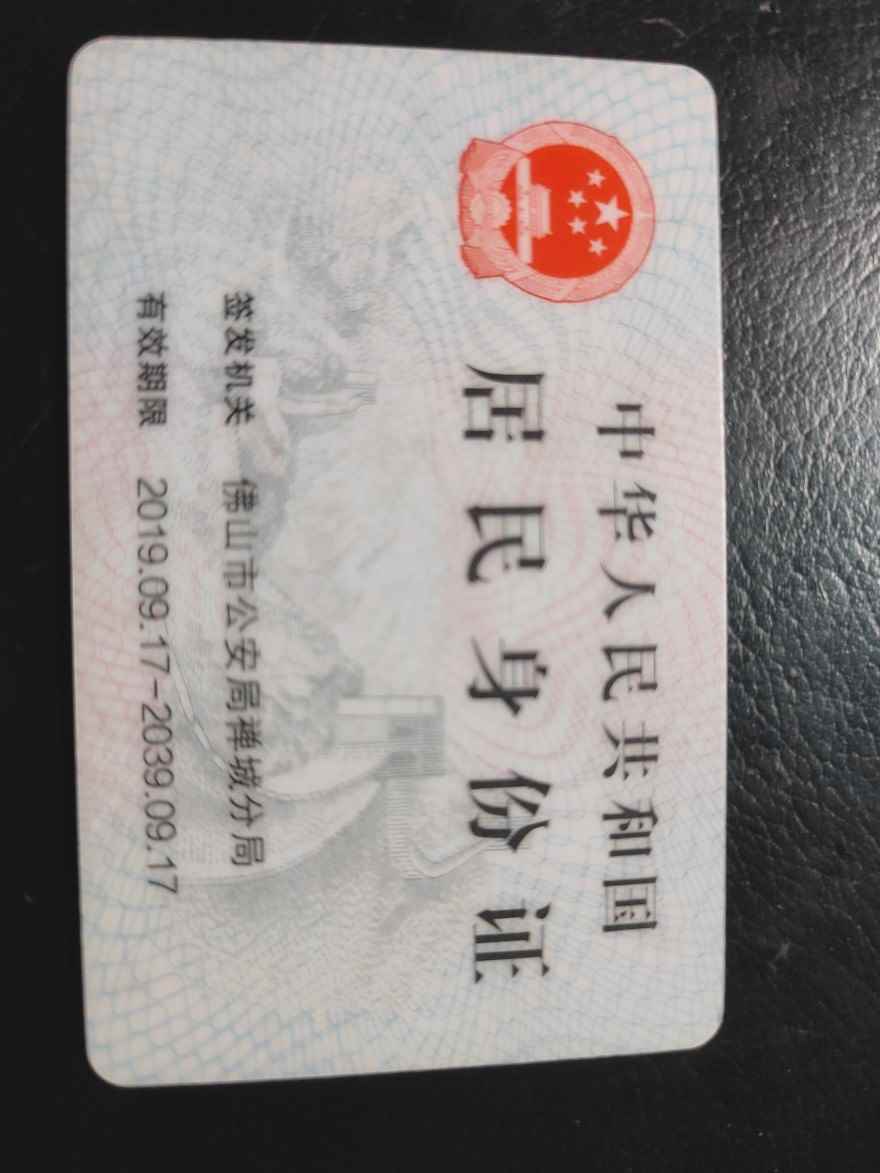 中华人民共和国
居民身份证
签发机关 佛山市公安局禅城分局
有效期限 2019.09.17-2039.09.17